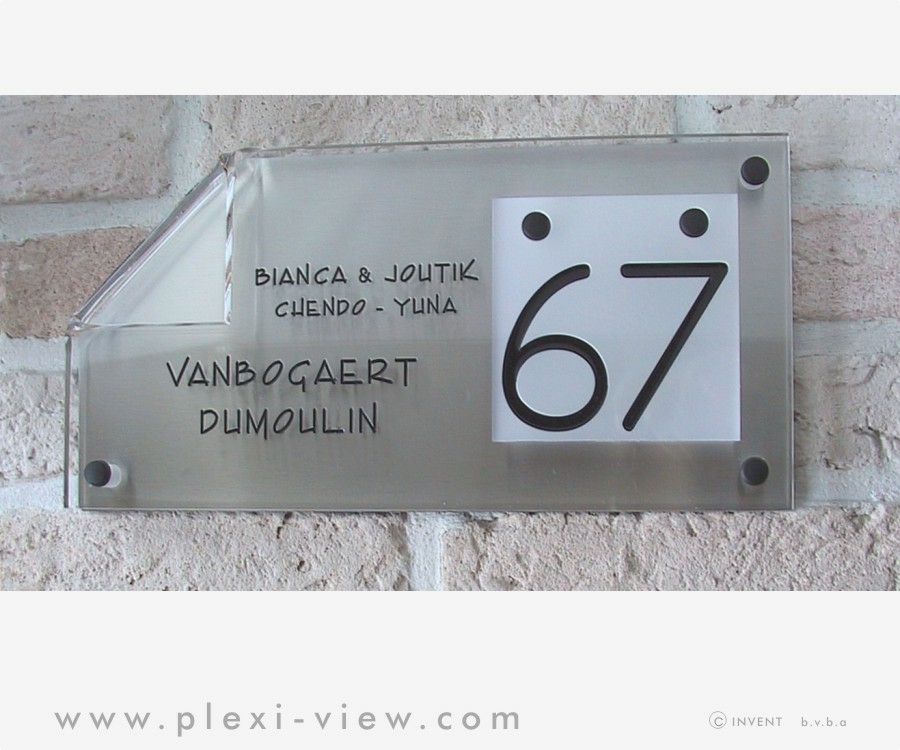 BIANCA & JOUTIK
CHENDO - YUNA
VANBOGAERT
DUMOULIN
67
www.plexi-view.com
© INVENT b.v.b.a